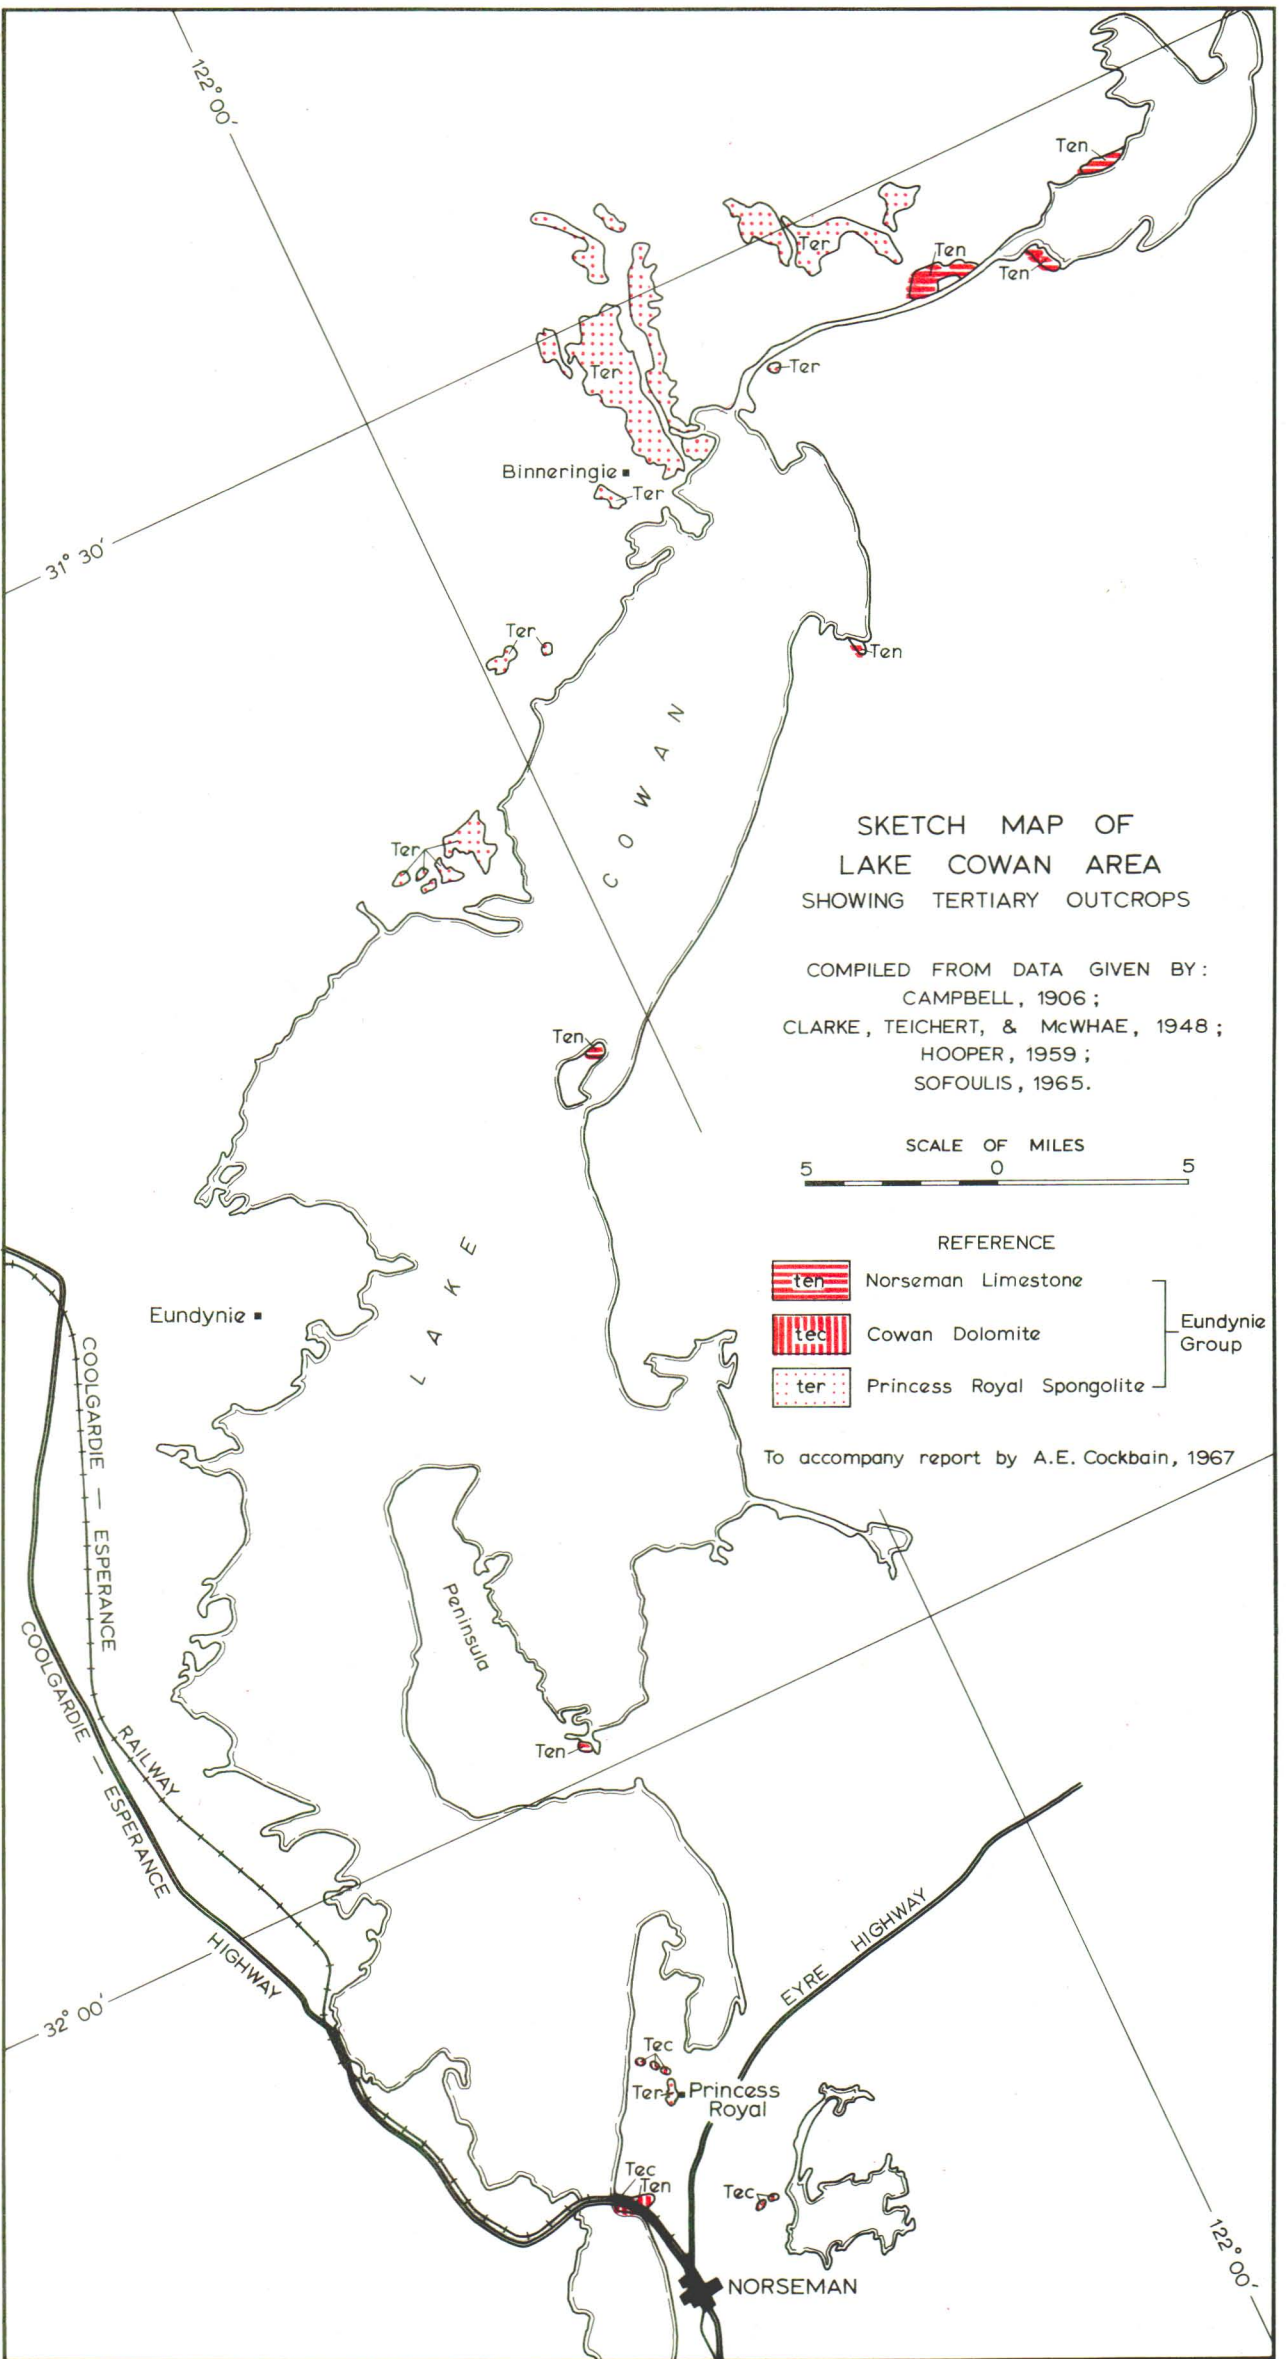 122° 00'
Ten
Ter
Ten
Ten
Ter
Ter
Binneringie
Ter
31° 30'
Ter
Ten
LAKE COWAN
SKETCH MAP OF
LAKE COWAN AREA
SHOWING TERTIARY OUTCROPS
Ter
COMPILED FROM DATA GIVEN BY:
CAMPBELL, 1906;
CLARKE, TEICHERT, & McWHAE, 1948;
HOOPER, 1959;
SOFOULIS, 1965.
Ten
SCALE OF MILES
5 0 5
REFERENCE
ten Norseman Limestone
tec Cowan Dolomite
ter Princess Royal Spongolite
Eundynie
Group
Eundynie
To accompany report by A.E. Cockbain, 1967
COOLGARDIE — ESPERANCE
RAILWAY
COOLGARDIE — ESPERANCE
HIGHWAY
Peninsula
Ten
EYRE HIGHWAY
32° 00'
Tec
Ter
Princess
Royal
Tec
Ten
Tec
122° 00'
NORSEMAN